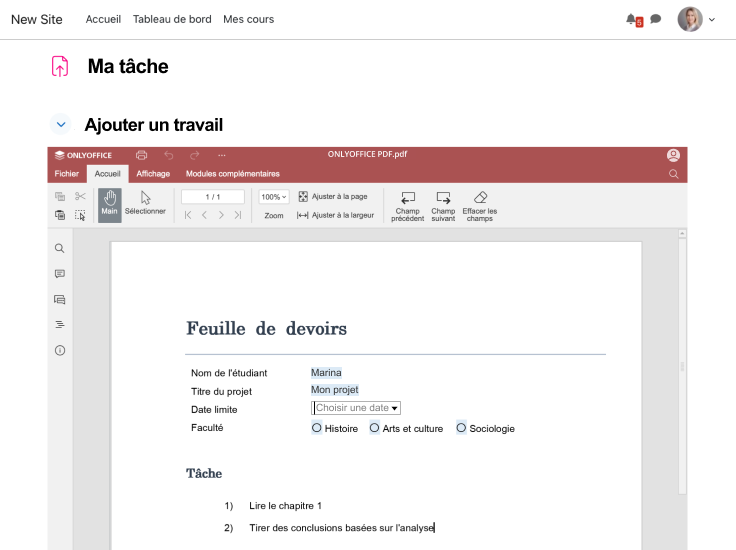 New Site Accueil Tableau de bord Mes cours 5
Ma tâche
Ajouter un travail
ONLYOFFICE ... ONLYOFFICE PDF.pdf
Fichier Accueil Affichage Modules complémentaires
Main Sélectionner 1 / 1 100% Ajuster à la page
Zoom Ajuster à la largeur
Champ précédent Champ suivant Effacer les champs
Feuille de devoirs
Nom de l'étudiant Marina
Titre du projet Mon projet
Date limite Choisir une date
Faculté Histoire Arts et culture Sociologie
Tâche
1) Lire le chapitre 1
2) Tirer des conclusions basées sur l'analyse